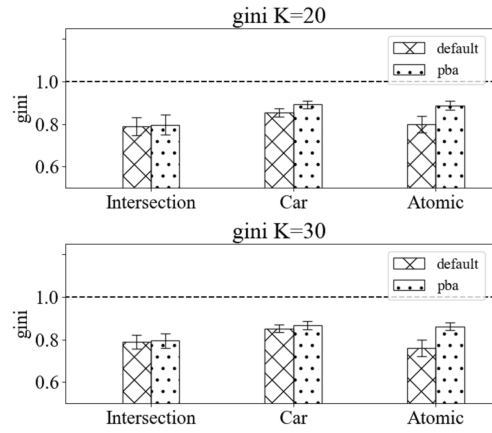 gini K=20
gini
1.0
0.8
0.6
default
pba
Intersection
Car
Atomic
gini K=30
gini
1.0
0.8
0.6
default
pba
Intersection
Car
Atomic